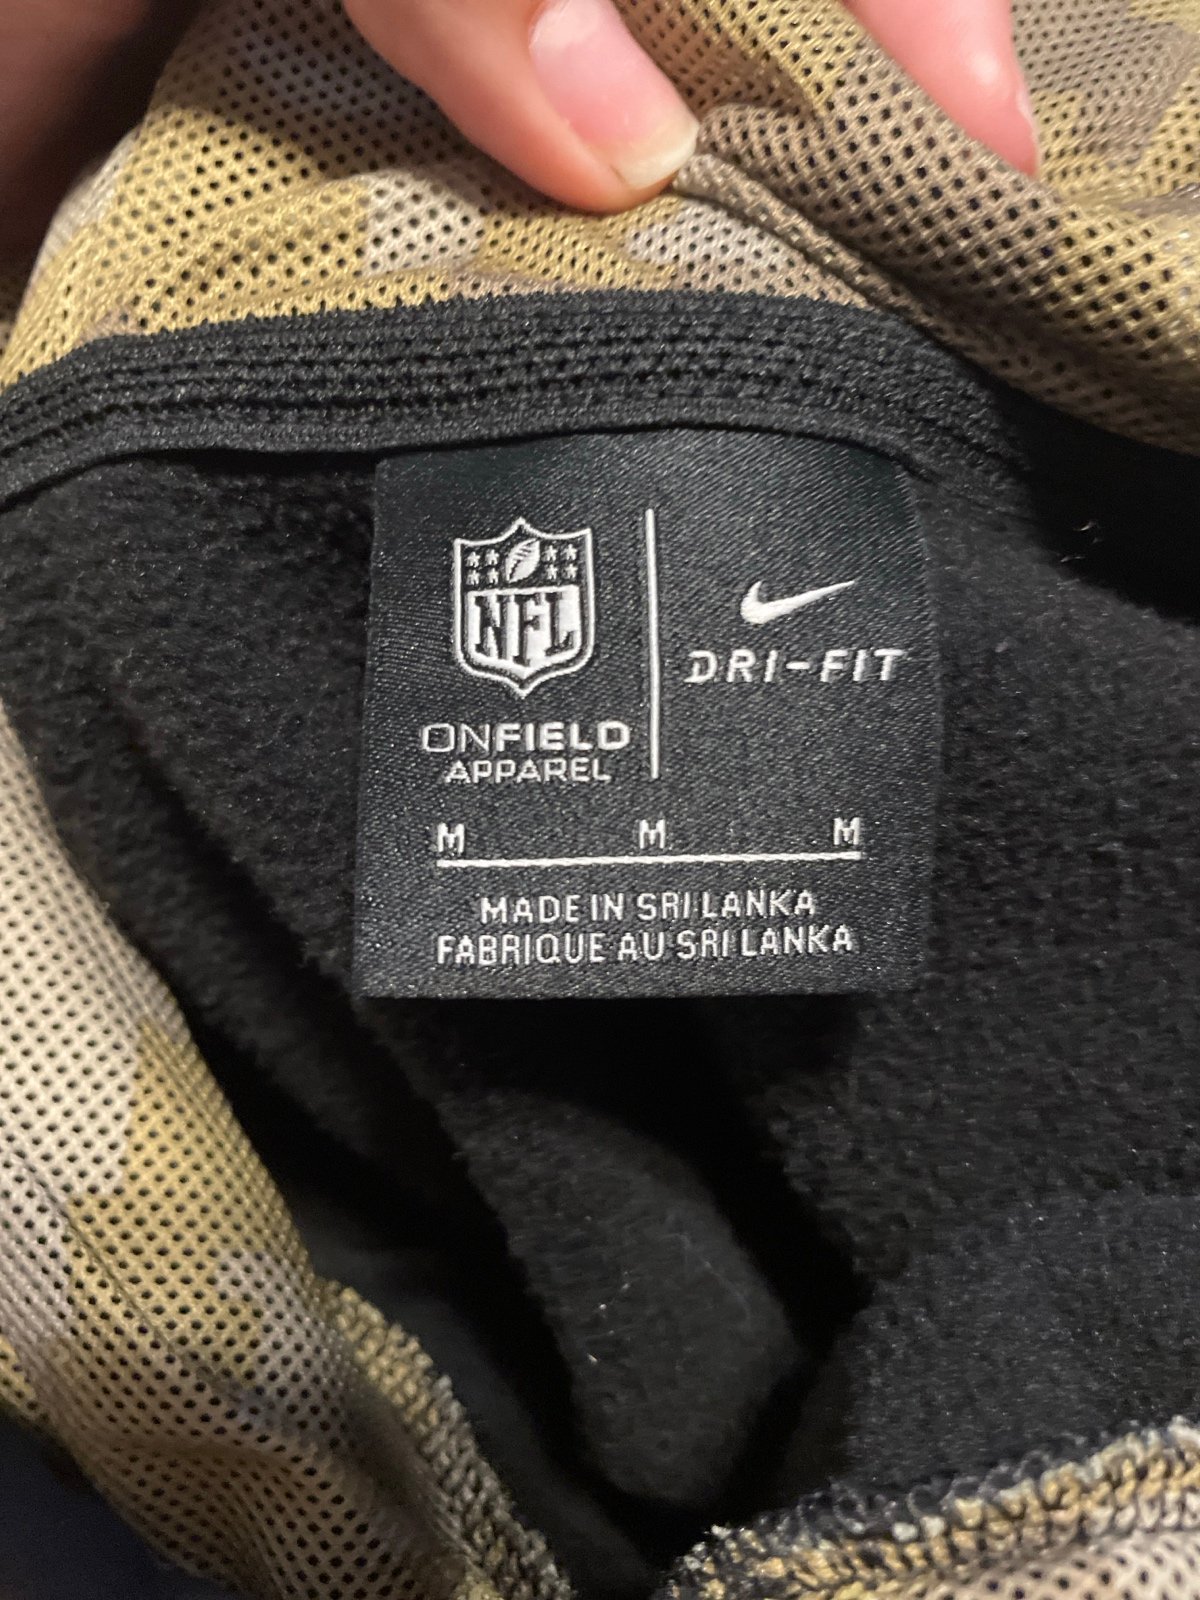 NFL
ONFIELD
APPAREL
DRI-FIT
M M M
MADE IN SRI LANKA
FABRIQUE AU SRI LANKA